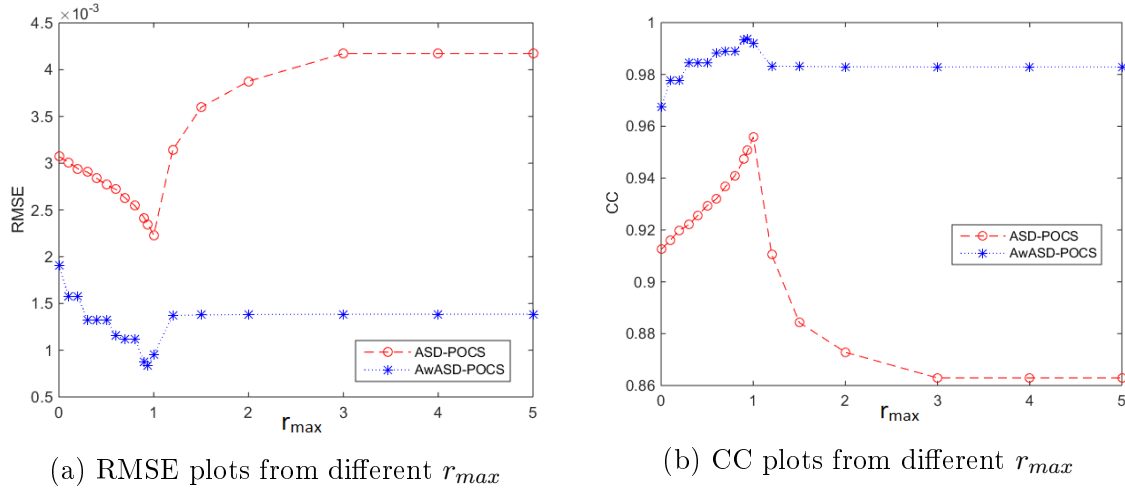 ×10⁻³
4.5
4
3.5
3
2.5
2
1.5
1
0.5
RMSE
0 1 2 3 4 5
r_max
ASD-POCS
AwASD-POCS
(a) RMSE plots from different r_max
1
0.98
0.96
0.94
0.92
0.9
0.88
0.86
CC
0 1 2 3 4 5
r_max
ASD-POCS
AwASD-POCS
(b) CC plots from different r_max